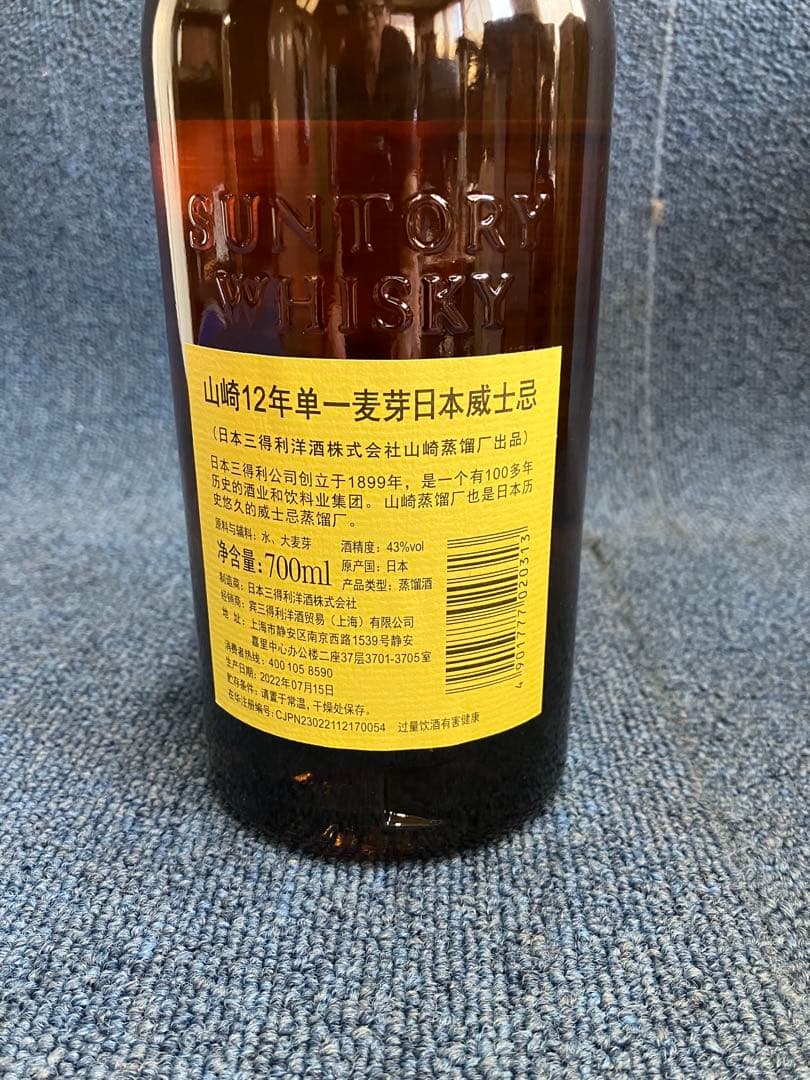 SUNTORY
WHISKY
山崎12年单一麦芽日本威士忌
(日本三得利洋酒株式会社山崎蒸馏厂出品)
日本三得利公司创立于1899年，是一个有100多年
历史的酒业和饮料业集团。山崎蒸馏厂也是日本历
史悠久的威士忌蒸馏厂。
原料与辅料：水、大麦芽 酒精度：43%vol
净含量：700ml 原产国：日本
产品类型：蒸馏酒
制造商：日本三得利洋酒株式会社
经销商：宾三得利洋酒贸易（上海）有限公司
地 址：上海市静安区南京西路1539号静安
嘉里中心办公楼二座37层3701-3705室
消费者热线：400 105 8590
生产日期：2022年07月15日
贮存条件：请置于常温，干燥处保存。
在华注册编号：CJPN23022112170054 过量饮酒有害健康
4901777020313